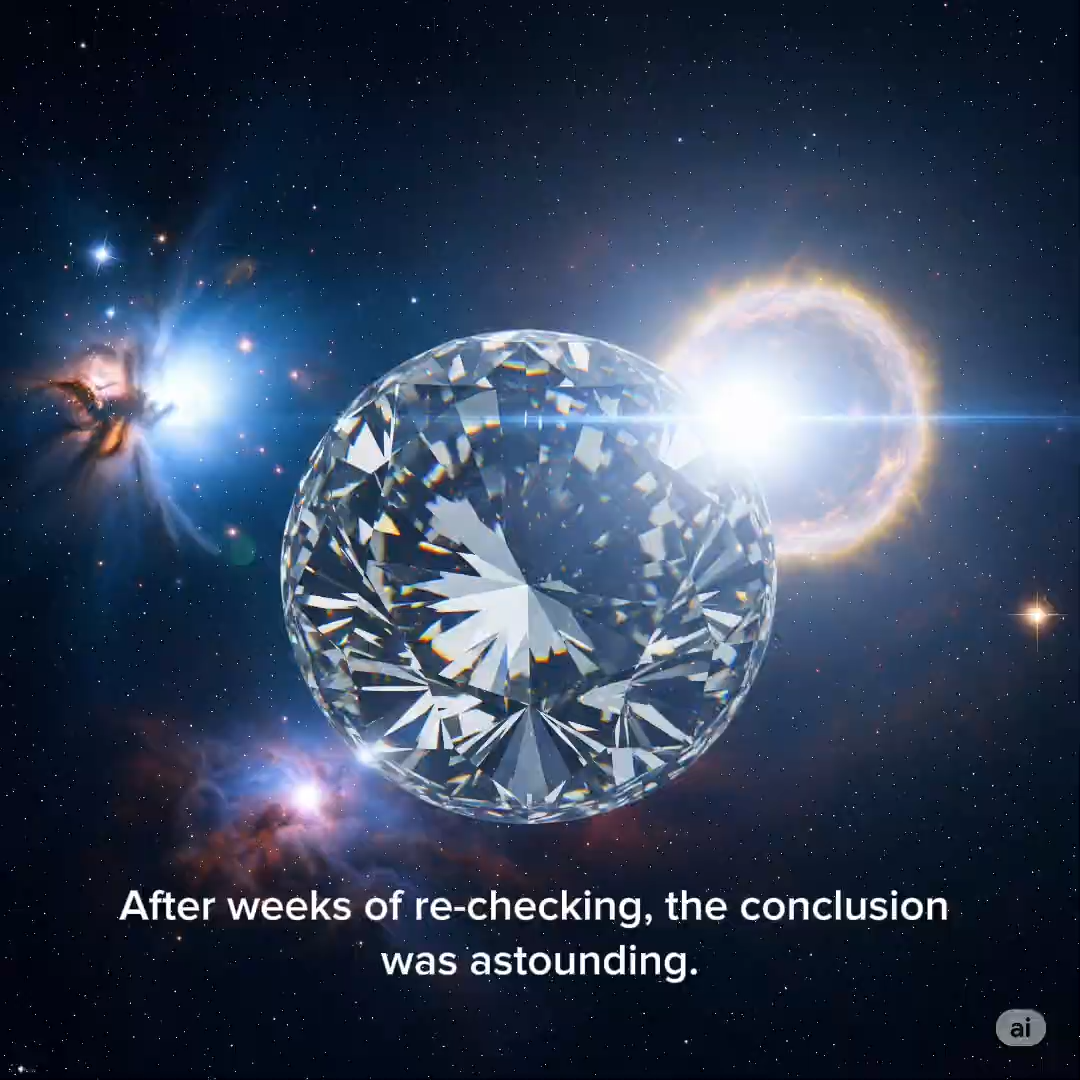 After weeks of re-checking, the conclusion
was astounding.
ai